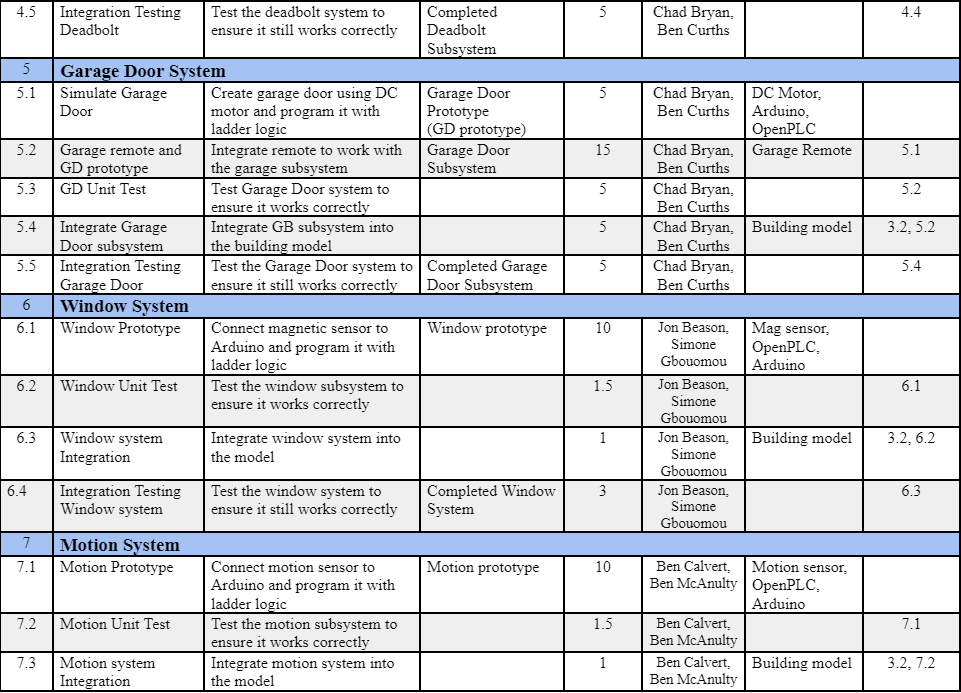 4.5 Integration Testing Deadbolt Test the deadbolt system to ensure it still works correctly Completed Deadbolt Subsystem 5 Chad Bryan, Ben Curths 4.4
5 Garage Door System
5.1 Simulate Garage Door Create garage door using DC motor and program it with ladder logic Garage Door Prototype (GD prototype) 5 Chad Bryan, Ben Curths DC Motor, Arduino, OpenPLC
5.2 Garage remote and GD prototype Integrate remote to work with the garage subsystem Garage Door Subsystem 15 Chad Bryan, Ben Curths Garage Remote 5.1
5.3 GD Unit Test Test Garage Door system to ensure it works correctly 5 Chad Bryan, Ben Curths 5.2
5.4 Integrate Garage Door subsystem Integrate GB subsystem into the building model 5 Chad Bryan, Ben Curths Building model 3.2, 5.2
5.5 Integration Testing Garage Door Test the Garage Door system to ensure it still works correctly Completed Garage Door Subsystem 5 Chad Bryan, Ben Curths 5.4
6 Window System
6.1 Window Prototype Connect magnetic sensor to Arduino and program it with ladder logic Window prototype 10 Jon Beason, Simone Gbouomou Mag sensor, OpenPLC, Arduino
6.2 Window Unit Test Test the window subsystem to ensure it works correctly 1.5 Jon Beason, Simone Gbouomou 6.1
6.3 Window system Integration Integrate window system into the model 1 Jon Beason, Simone Gbouomou Building model 3.2, 6.2
6.4 Integration Testing Window system Test the window system to ensure it still works correctly Completed Window System 3 Jon Beason, Simone Gbouomou 6.3
7 Motion System
7.1 Motion Prototype Connect motion sensor to Arduino and program it with ladder logic Motion prototype 10 Ben Calvert, Ben McAnulty Motion sensor, OpenPLC, Arduino
7.2 Motion Unit Test Test the motion subsystem to ensure it works correctly 1.5 Ben Calvert, Ben McAnulty 7.1
7.3 Motion system Integration Integrate motion system into the model 1 Ben Calvert, Ben McAnulty Building model 3.2, 7.2